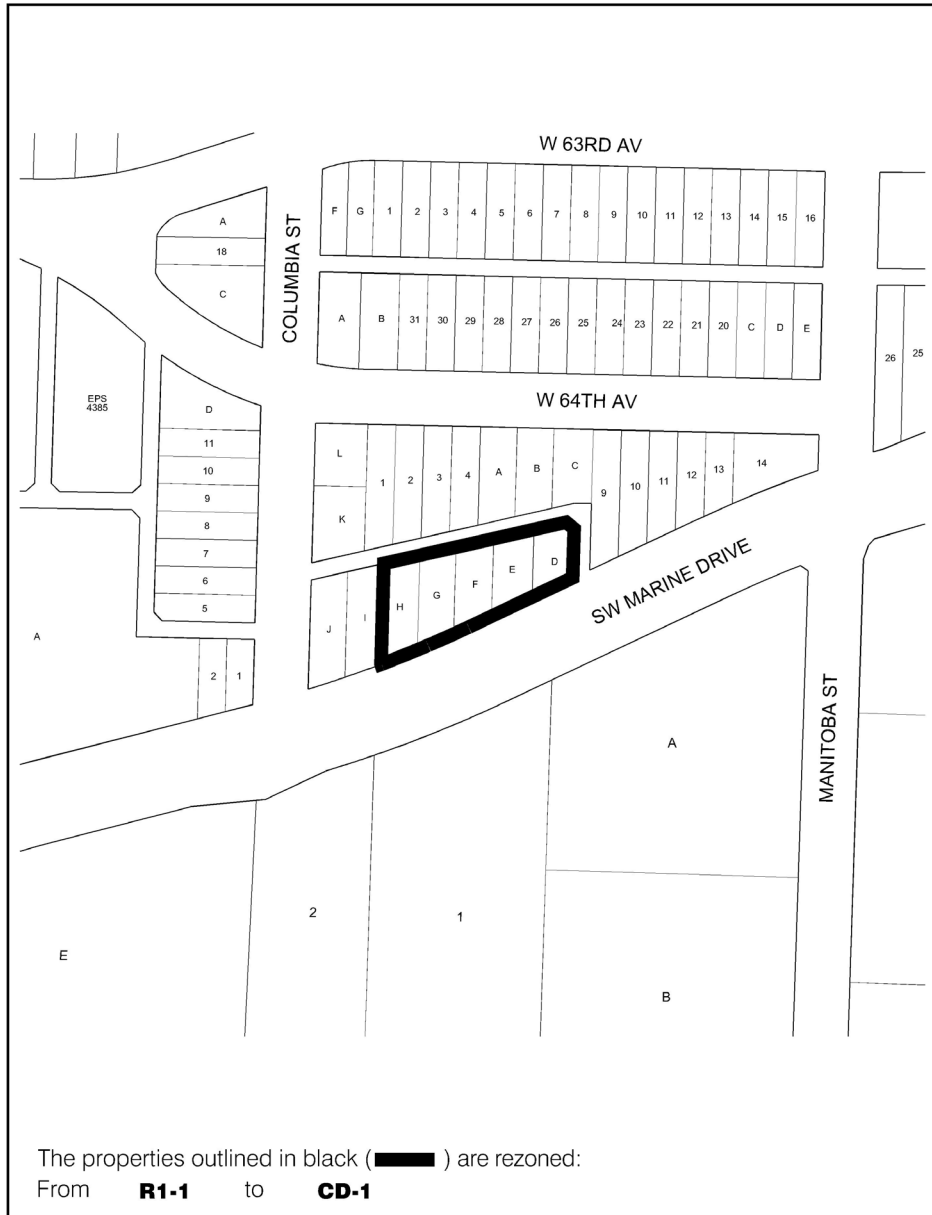 W 63RD AV
F G 1 2 3 4 5 6 7 8 9 10 11 12 13 14 15 16
A
18
C
COLUMBIA ST
A B 31 30 29 28 27 26 25 24 23 22 21 20 C D E
26 25
EPS
4385
W 64TH AV
D
11
10
9
8
7
6
5
L
K
1 2 3 4 A B C 9 10 11 12 13 14
J I H G F E D
SW MARINE DRIVE
A
2 1
A
MANITOBA ST
2
1
E
B
The properties outlined in black ( ) are rezoned:
From R1-1 to CD-1